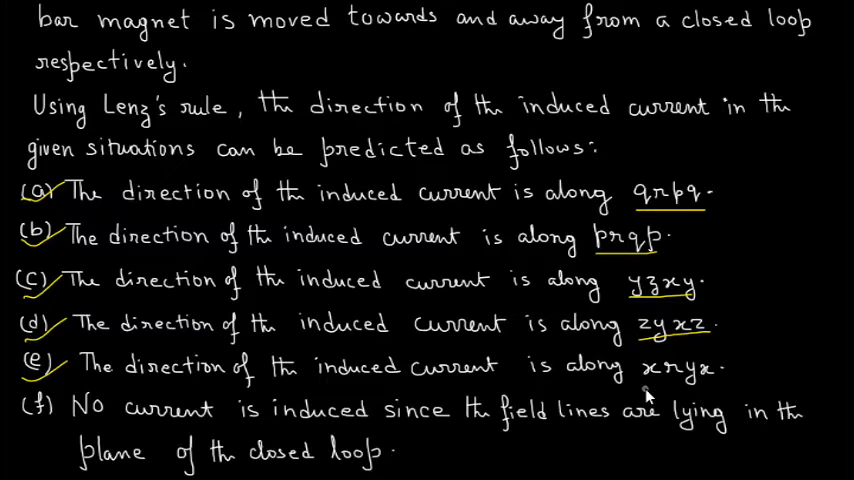 bar magnet is moved towards and away from a closed loop
respectively.
Using Lenz's rule, the direction of the induced current in the
given situations can be predicted as follows:
(a) The direction of the induced current is along qrpq.
(b) The direction of the induced current is along prqp.
(c) The direction of the induced current is along yzxy.
(d) The direction of the induced current is along zyxz.
(e) The direction of the induced current is along xryx.
(f) No current is induced since the field lines are lying in the
plane of the closed loop.